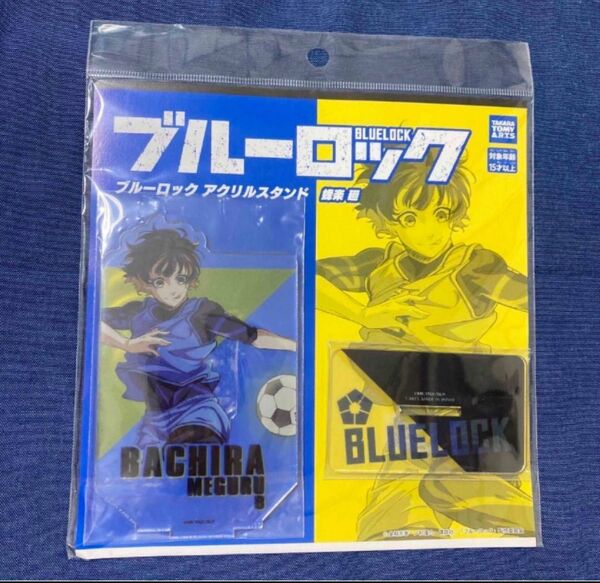 ブルーロック
BLUELOCK
TAKARA
TOMY
ARTS
対象年齢
15才以上
ブルーロック アクリルスタンド 蜂楽 廻
BACHIRA
MEGURU
8
BLUELOCK